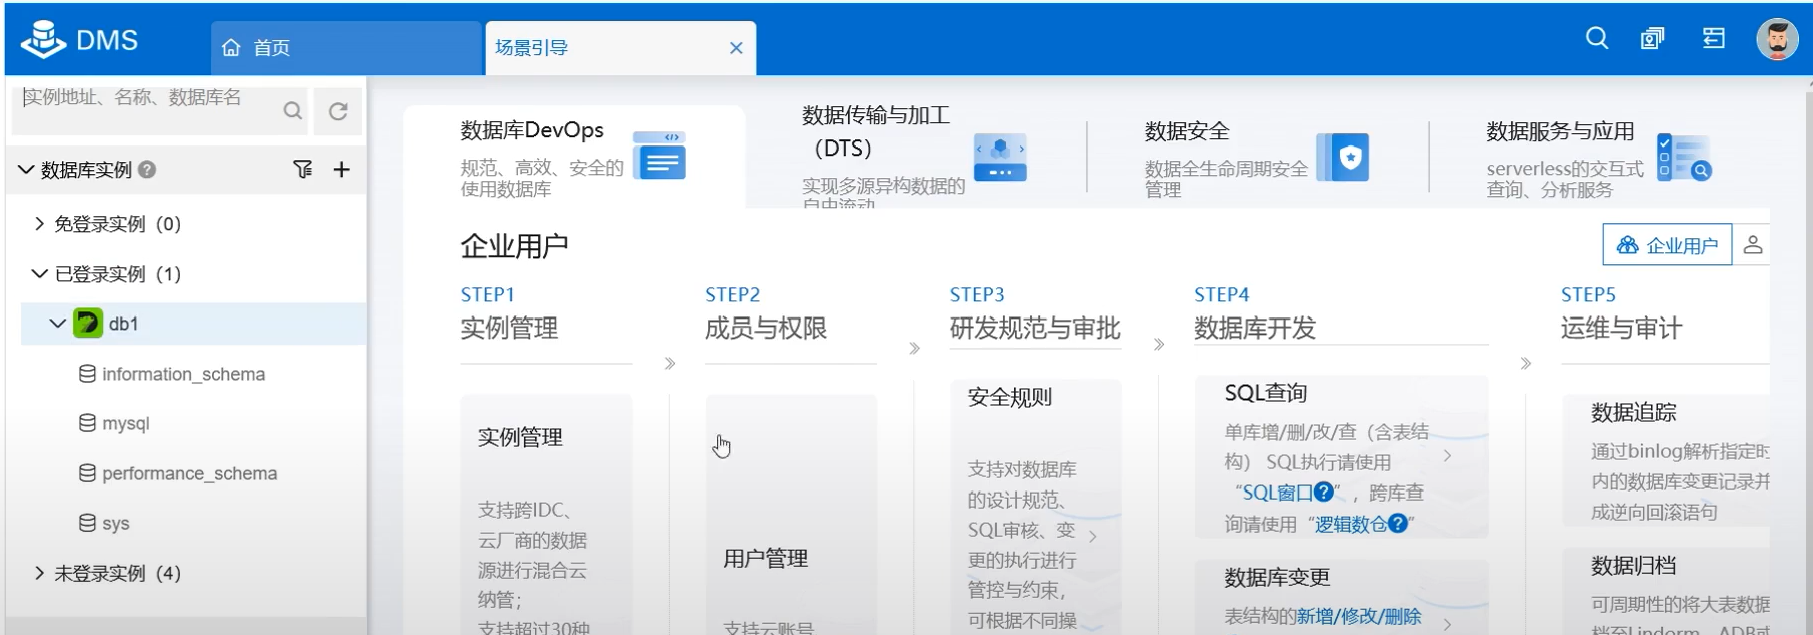 DMS
首页
场景引导
实例地址、名称、数据库名
数据库实例
免登录实例（0）
已登录实例（1）
db1
information_schema
mysql
performance_schema
sys
未登录实例（4）
数据库DevOps
规范、高效、安全的
使用数据库
数据传输与加工
（DTS）
实现多源异构数据的
自由流动
数据安全
数据全生命周期安全
管理
数据服务与应用
serverless的交互式
查询、分析服务
企业用户
企业用户
STEP1
实例管理
实例管理
支持跨IDC、
云厂商的数据
源进行混合云
纳管；
支持超过30种
STEP2
成员与权限
用户管理
支持云账号
STEP3
研发规范与审批
安全规则
支持对数据库
的设计规范、
SQL审核、变
更的执行进行
管控与约束，
可根据不同操
STEP4
数据库开发
SQL查询
单库增/删/改/查（含表结
构） SQL执行请使用
“SQL窗口”，跨库查
询请使用“逻辑数仓”
数据库变更
表结构的新增/修改/删除
STEP5
运维与审计
数据追踪
通过binlog解析指定时
内的数据库变更记录并
成逆向回滚语句
数据归档
可周期性的将大表数据
档至Lindorm、ADB或